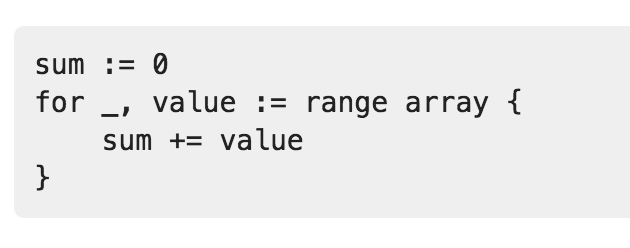 sum := 0
for _, value := range array {
    sum += value
}